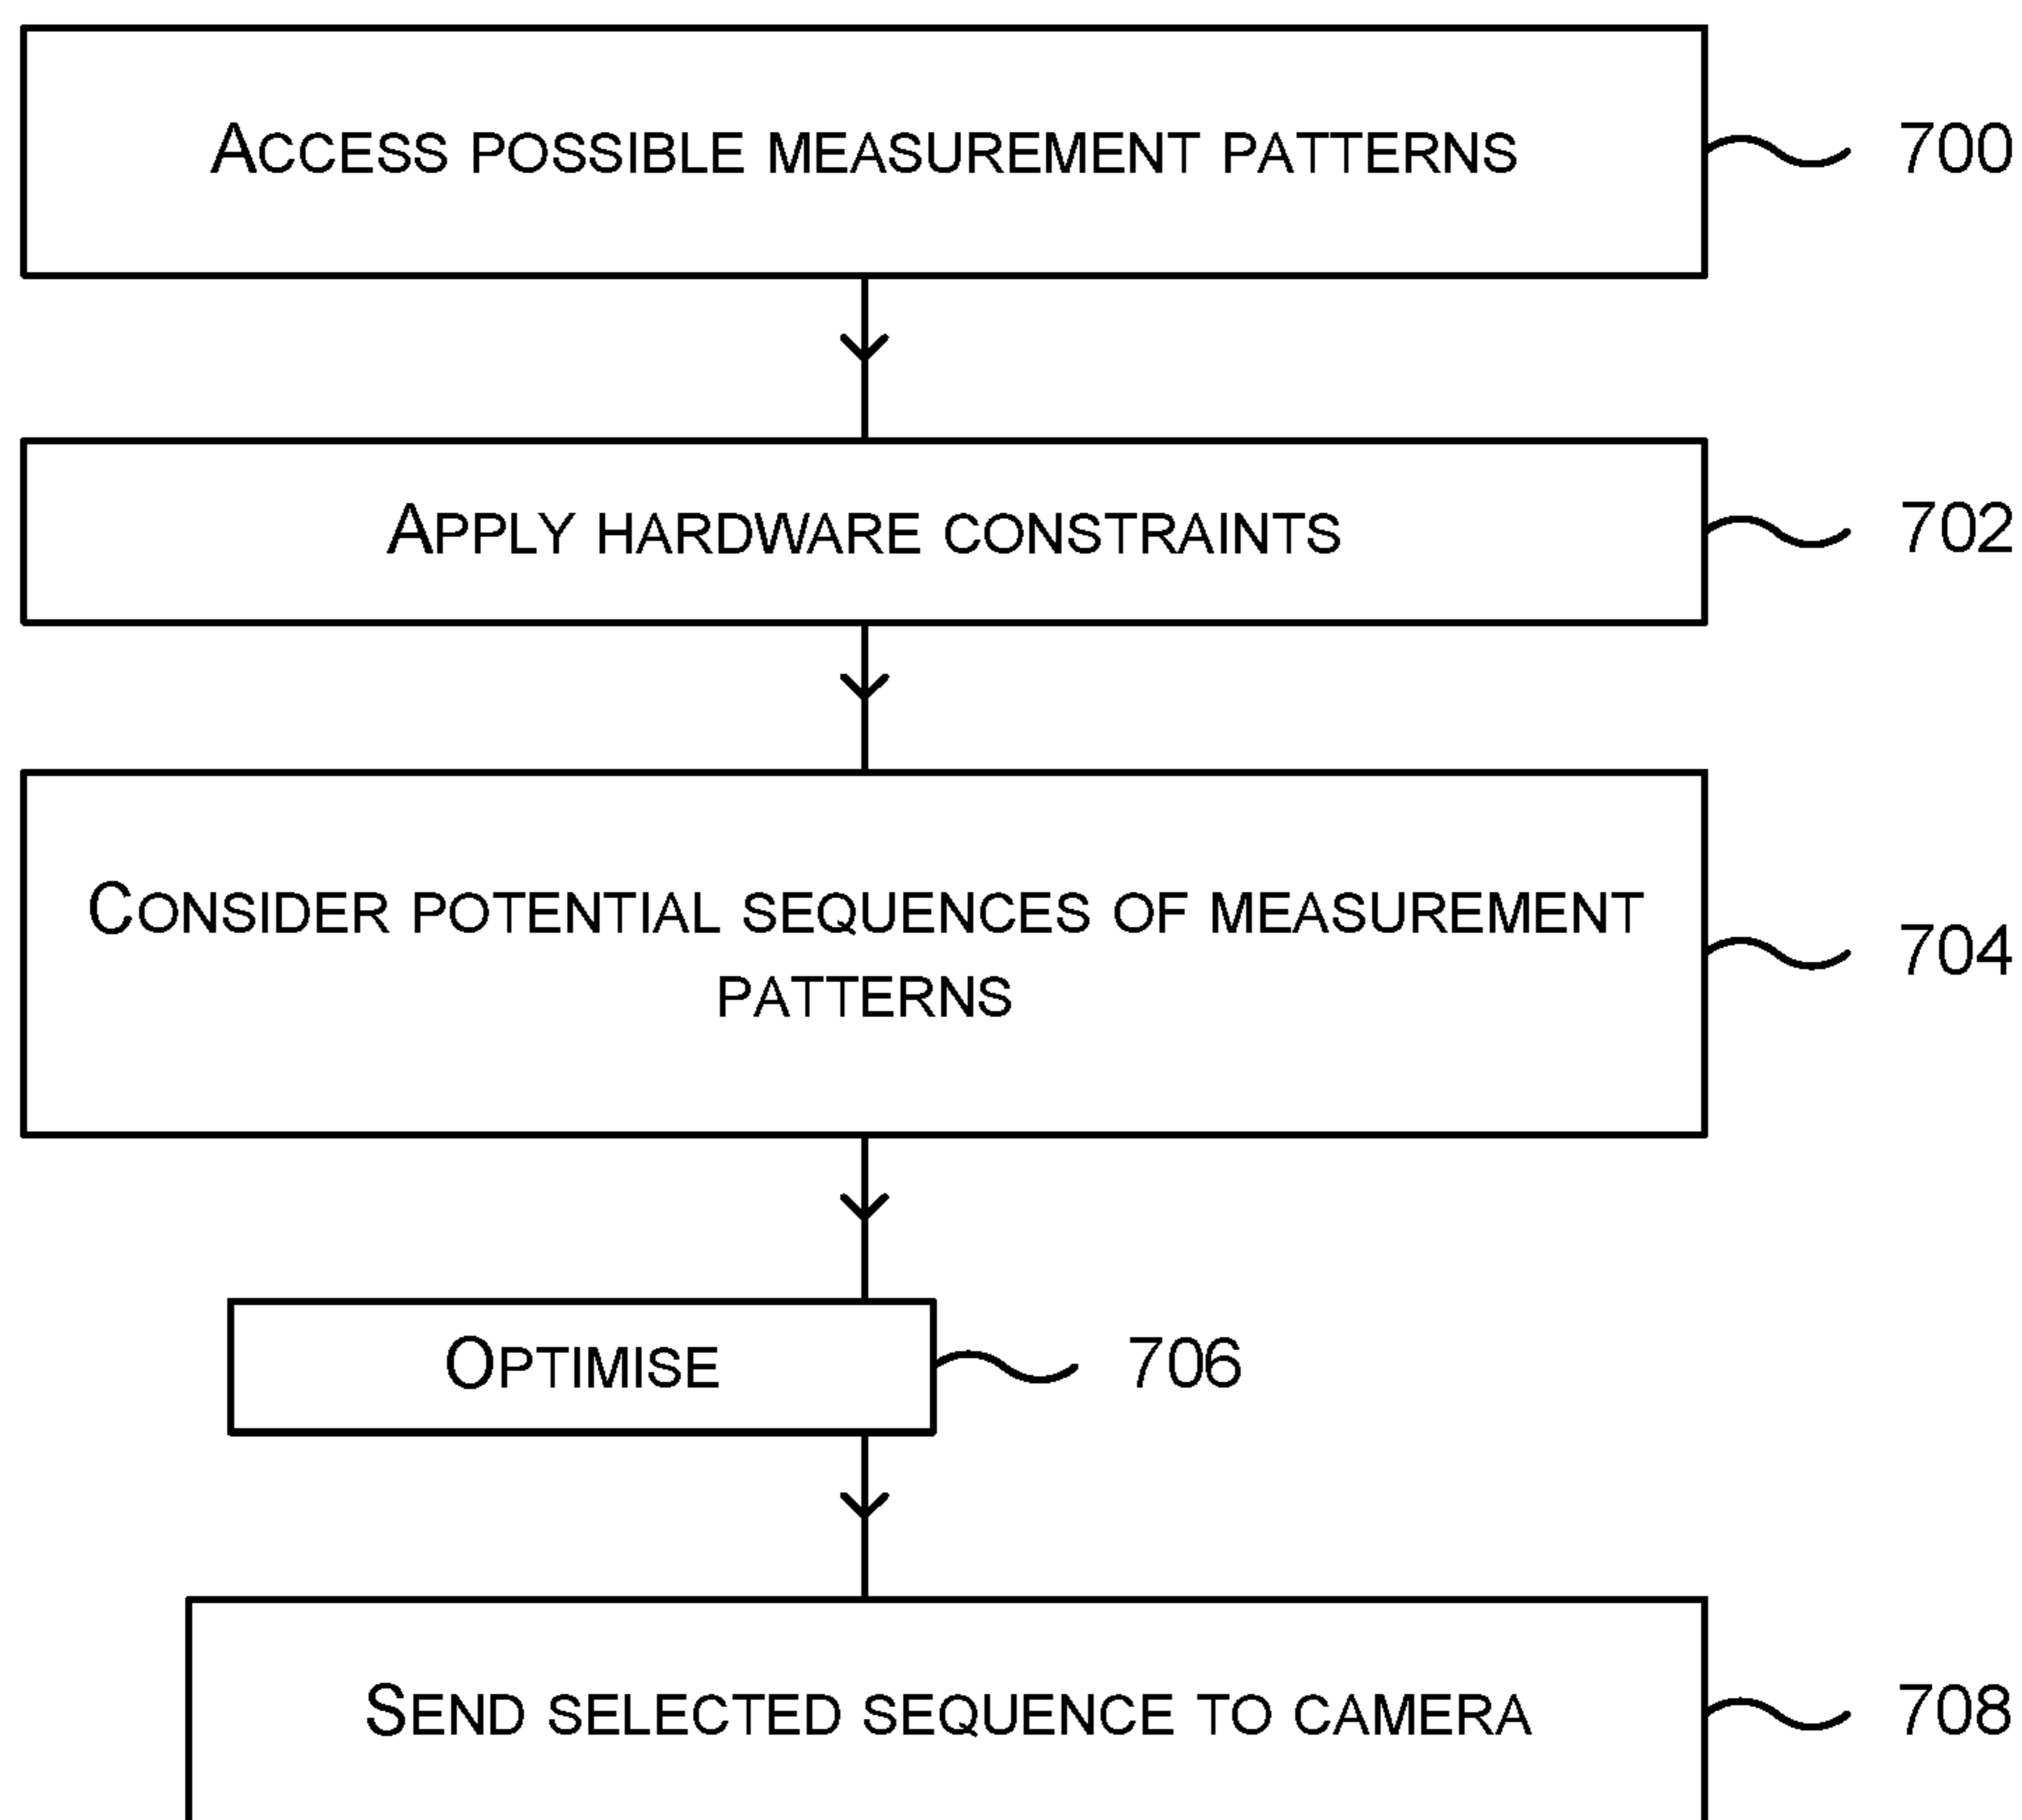 Access possible measurement patterns
700
Apply hardware constraints
702
Consider potential sequences of measurement
patterns
704
Optimise
706
Send selected sequence to camera
708